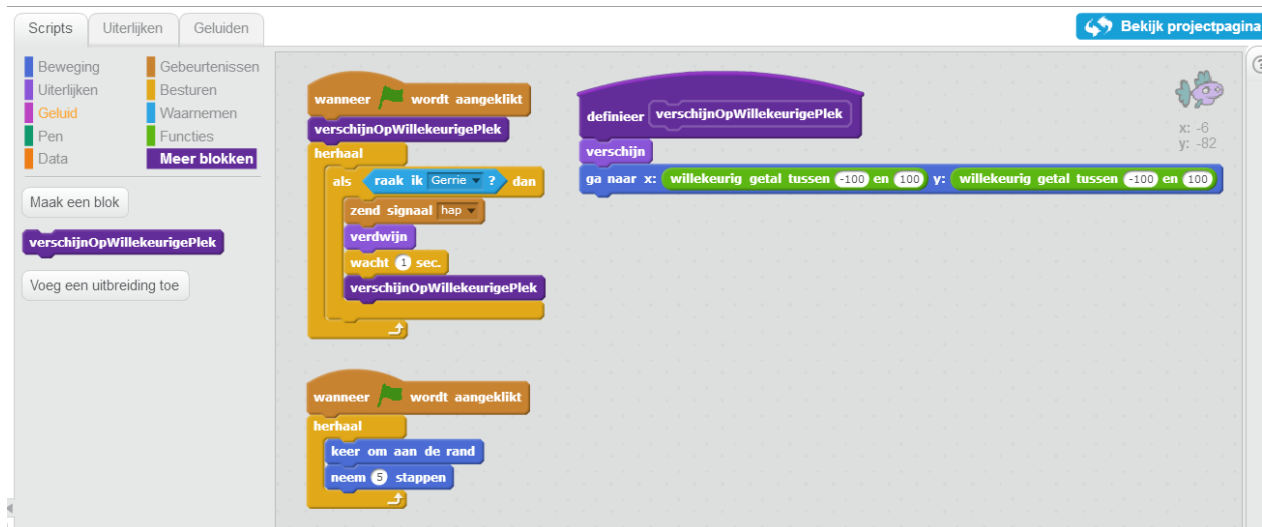 Scripts Uiterlijken Geluiden
Bekijk projectpagina
Beweging Gebeurtenissen
Uiterlijken Besturen
Geluid Waarnemen
Pen Functies
Data Meer blokken
Maak een blok
verschijnOpWillekeurigePlek
Voeg een uitbreiding toe
wanneer wordt aangeklikt
verschijnOpWillekeurigePlek
herhaal
als raak ik Gerrie ? dan
zend signaal hap
verdwijn
wacht 1 sec.
verschijnOpWillekeurigePlek
wanneer wordt aangeklikt
herhaal
keer om aan de rand
neem 5 stappen
definieer verschijnOpWillekeurigePlek
verschijn
ga naar x: willekeurig getal tussen -100 en 100 y: willekeurig getal tussen -100 en 100
x: -6
y: -82
?